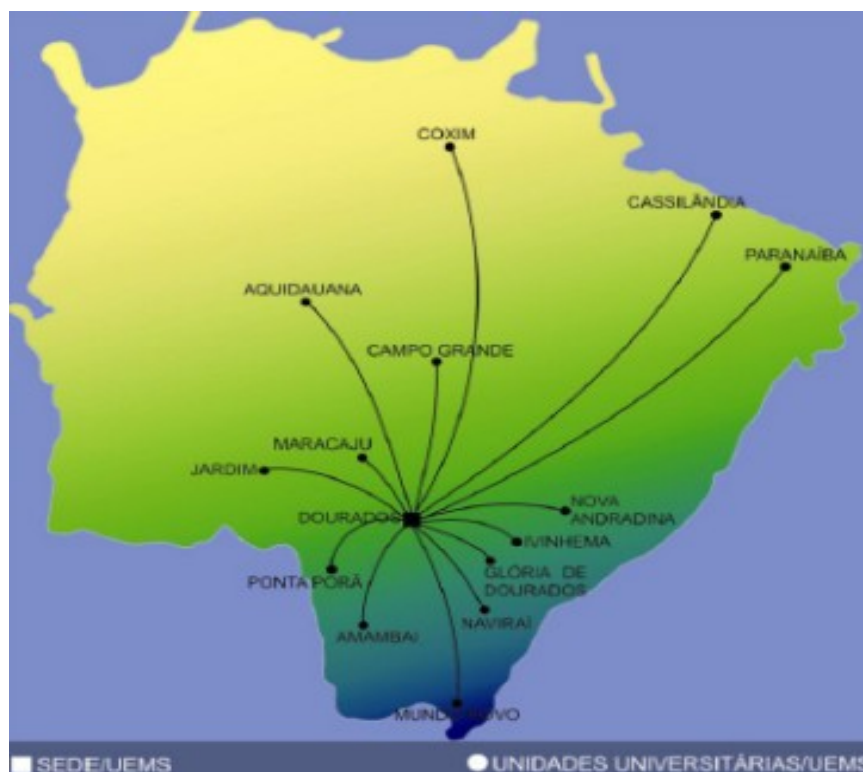 COXIM
CASSILÂNDIA
PARANAÍBA
AQUIDAUANA
CAMPO GRANDE
MARACAJU
JARDIM
DOURADOS
NOVA
ANDRADINA
IVINHEMA
GLÓRIA DE
DOURADOS
PONTA PORÃ
NAVIRAÍ
AMAMBAI
MUNDO NOVO
SEDE/UEMS
UNIDADES UNIVERSITÁRIAS/UEMS